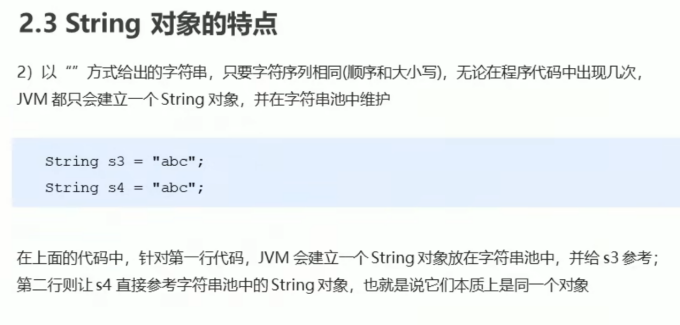 2.3 String 对象的特点
2）以“”方式给出的字符串，只要字符序列相同(顺序和大小写)，无论在程序代码中出现几次，
JVM 都只会建立一个 String 对象，并在字符串池中维护
String s3 = "abc";
String s4 = "abc";
在上面的代码中，针对第一行代码，JVM 会建立一个 String 对象放在字符串池中，并给 s3 参考；
第二行则让 s4 直接参考字符串池中的 String 对象，也就是说它们本质上是同一个对象